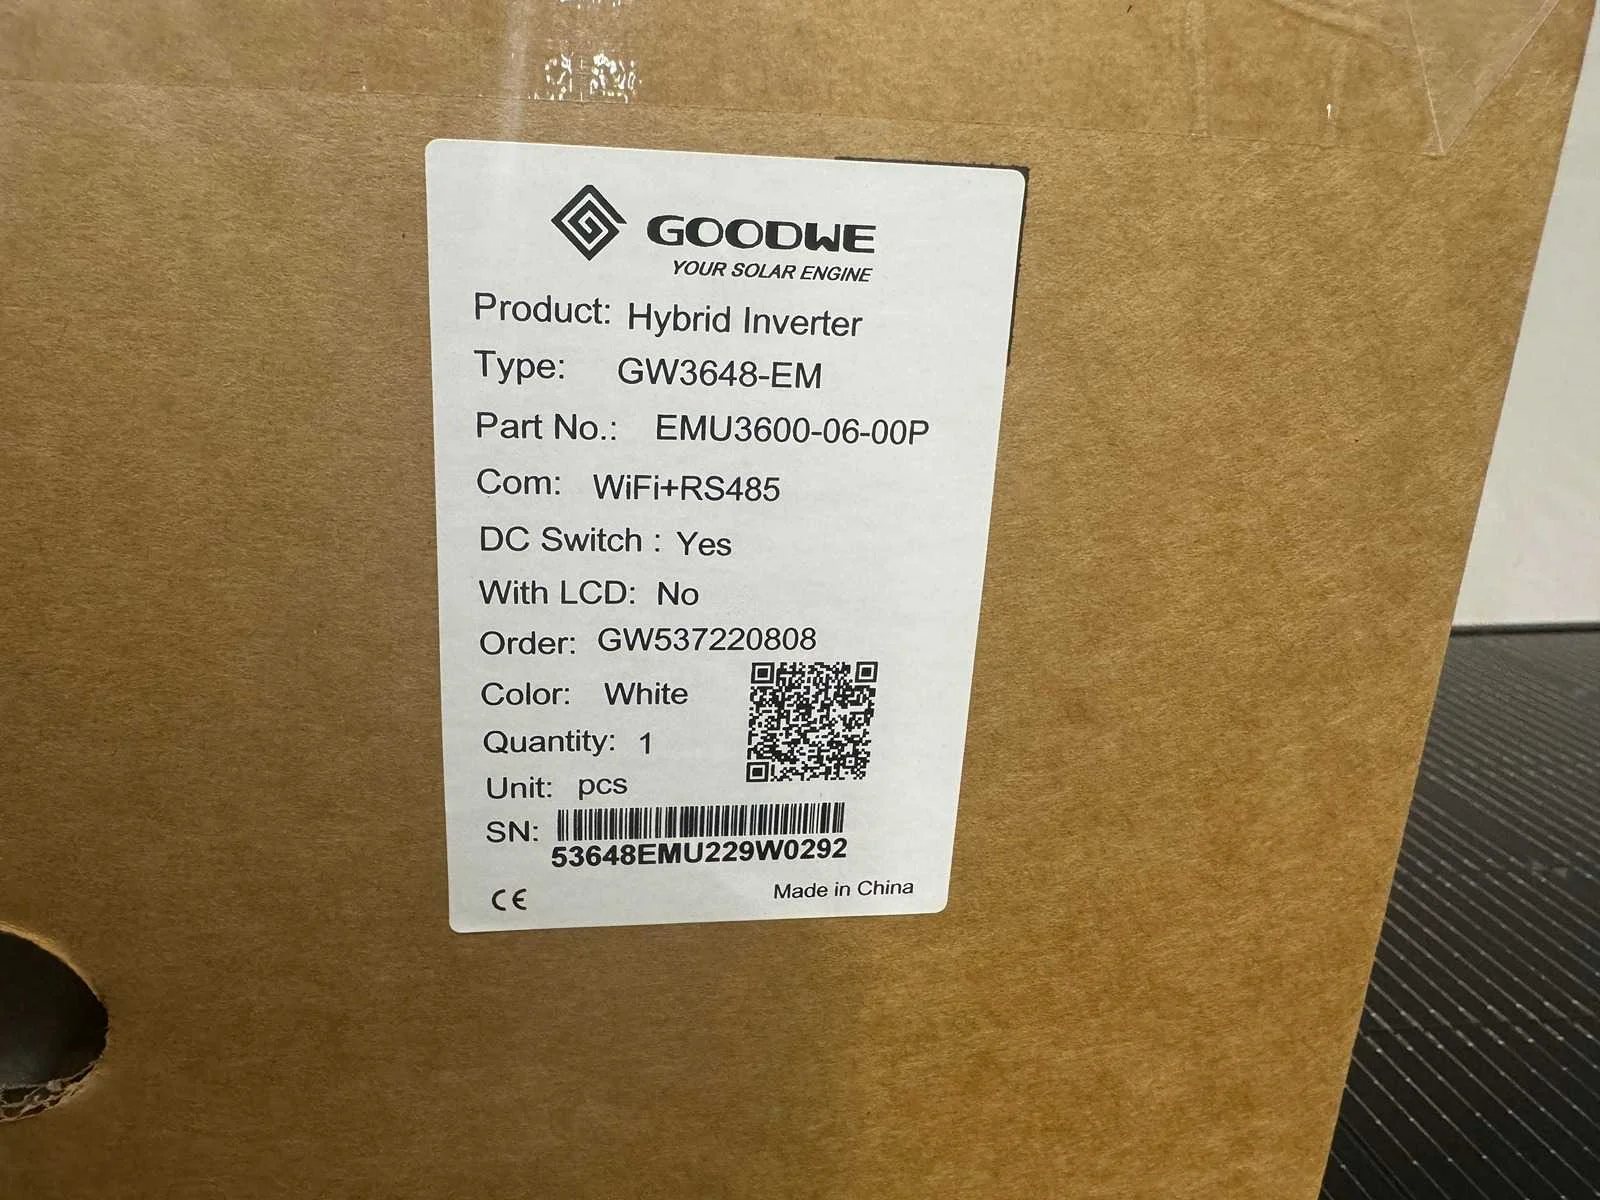 GOODWE
YOUR SOLAR ENGINE
Product: Hybrid Inverter
Type: GW3648-EM
Part No.: EMU3600-06-00P
Com: WiFi+RS485
DC Switch : Yes
With LCD: No
Order: GW537220808
Color: White
Quantity: 1
Unit: pcs
SN:
53648EMU229W0292
CE
Made in China